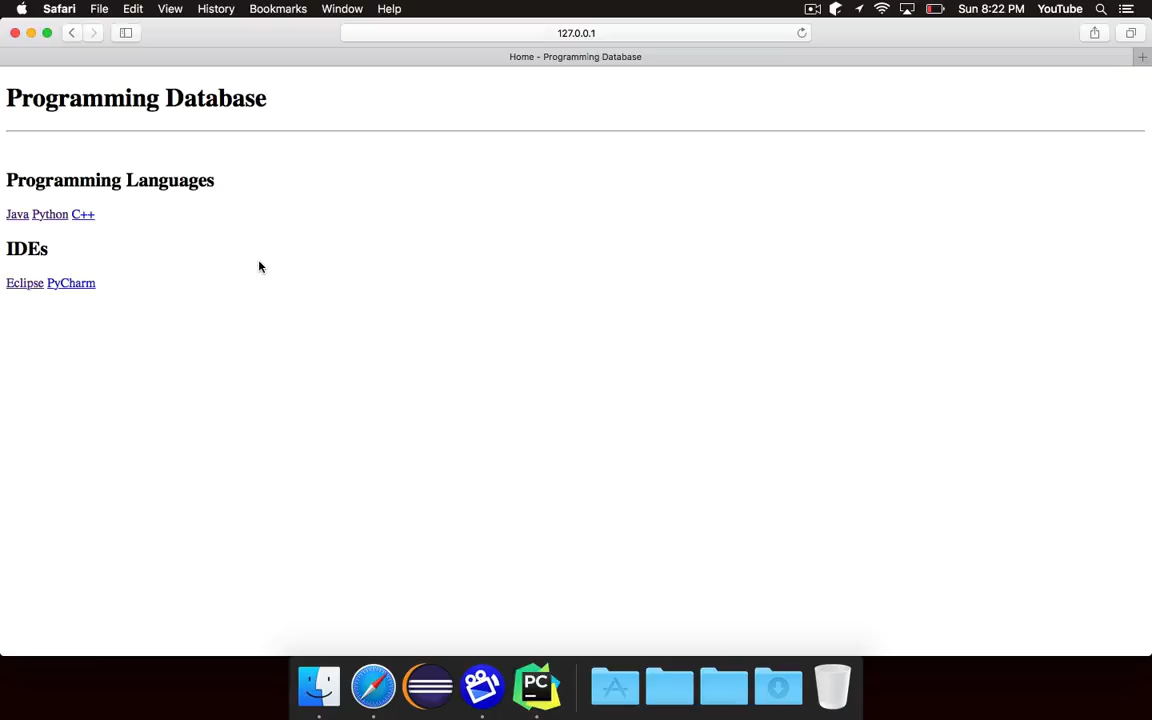 Safari File Edit View History Bookmarks Window Help Sun 8:22 PM YouTube
127.0.0.1
Home - Programming Database
Programming Database
Programming Languages
Java Python C++
IDEs
Eclipse PyCharm
PC